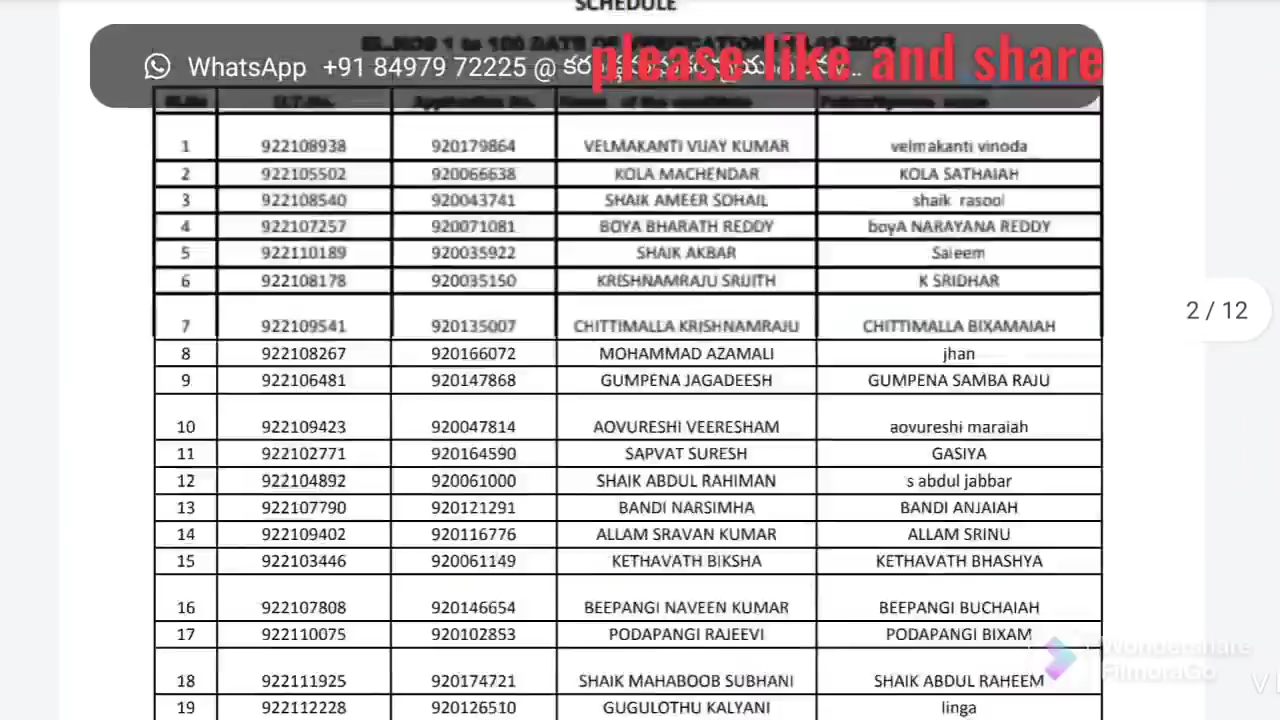 SCHEDULE
WhatsApp +91 84979 72225 @
please like and share
1 922108938 920179864 VELMAKANTI VIJAY KUMAR velmakanti vinoda
2 922105502 920066638 KOLA MACHENDAR KOLA SATHAIAH
3 922108540 920043741 SHAIK AMEER SOHAIL shaik rasool
4 922107257 920071081 BOYA BHARATH REDDY boyA NARAYANA REDDY
5 922110189 920035922 SHAIK AKBAR Saleem
6 922108178 920035150 KRISHNAMRAJU SRIJITH K SRIDHAR
7 922109541 920135007 CHITTIMALLA KRISHNAMRAJU CHITTIMALLA BIXAMAIAH
8 922108267 920166072 MOHAMMAD AZAMALI jhan
9 922106481 920147868 GUMPENA JAGADEESH GUMPENA SAMBA RAJU
10 922109423 920047814 AOVURESHI VEERESHAM aovureshi maraiah
11 922102771 920164590 SAPVAT SURESH GASIYA
12 922104892 920061000 SHAIK ABDUL RAHIMAN s abdul jabbar
13 922107790 920121291 BANDI NARSIMHA BANDI ANJAIAH
14 922109402 920116776 ALLAM SRAVAN KUMAR ALLAM SRINU
15 922103446 920061149 KETHAVATH BIKSHA KETHAVATH BHASHYA
16 922107808 920146654 BEEPANGI NAVEEN KUMAR BEEPANGI BUCHAIAH
17 922110075 920102853 PODAPANGI RAJEEVI PODAPANGI BIXAM
18 922111925 920174721 SHAIK MAHABOOB SUBHANI SHAIK ABDUL RAHEEM
19 922112228 920126510 GUGULOTHU KALYANI linga
2 / 12
Wondershare
FilmoraGo